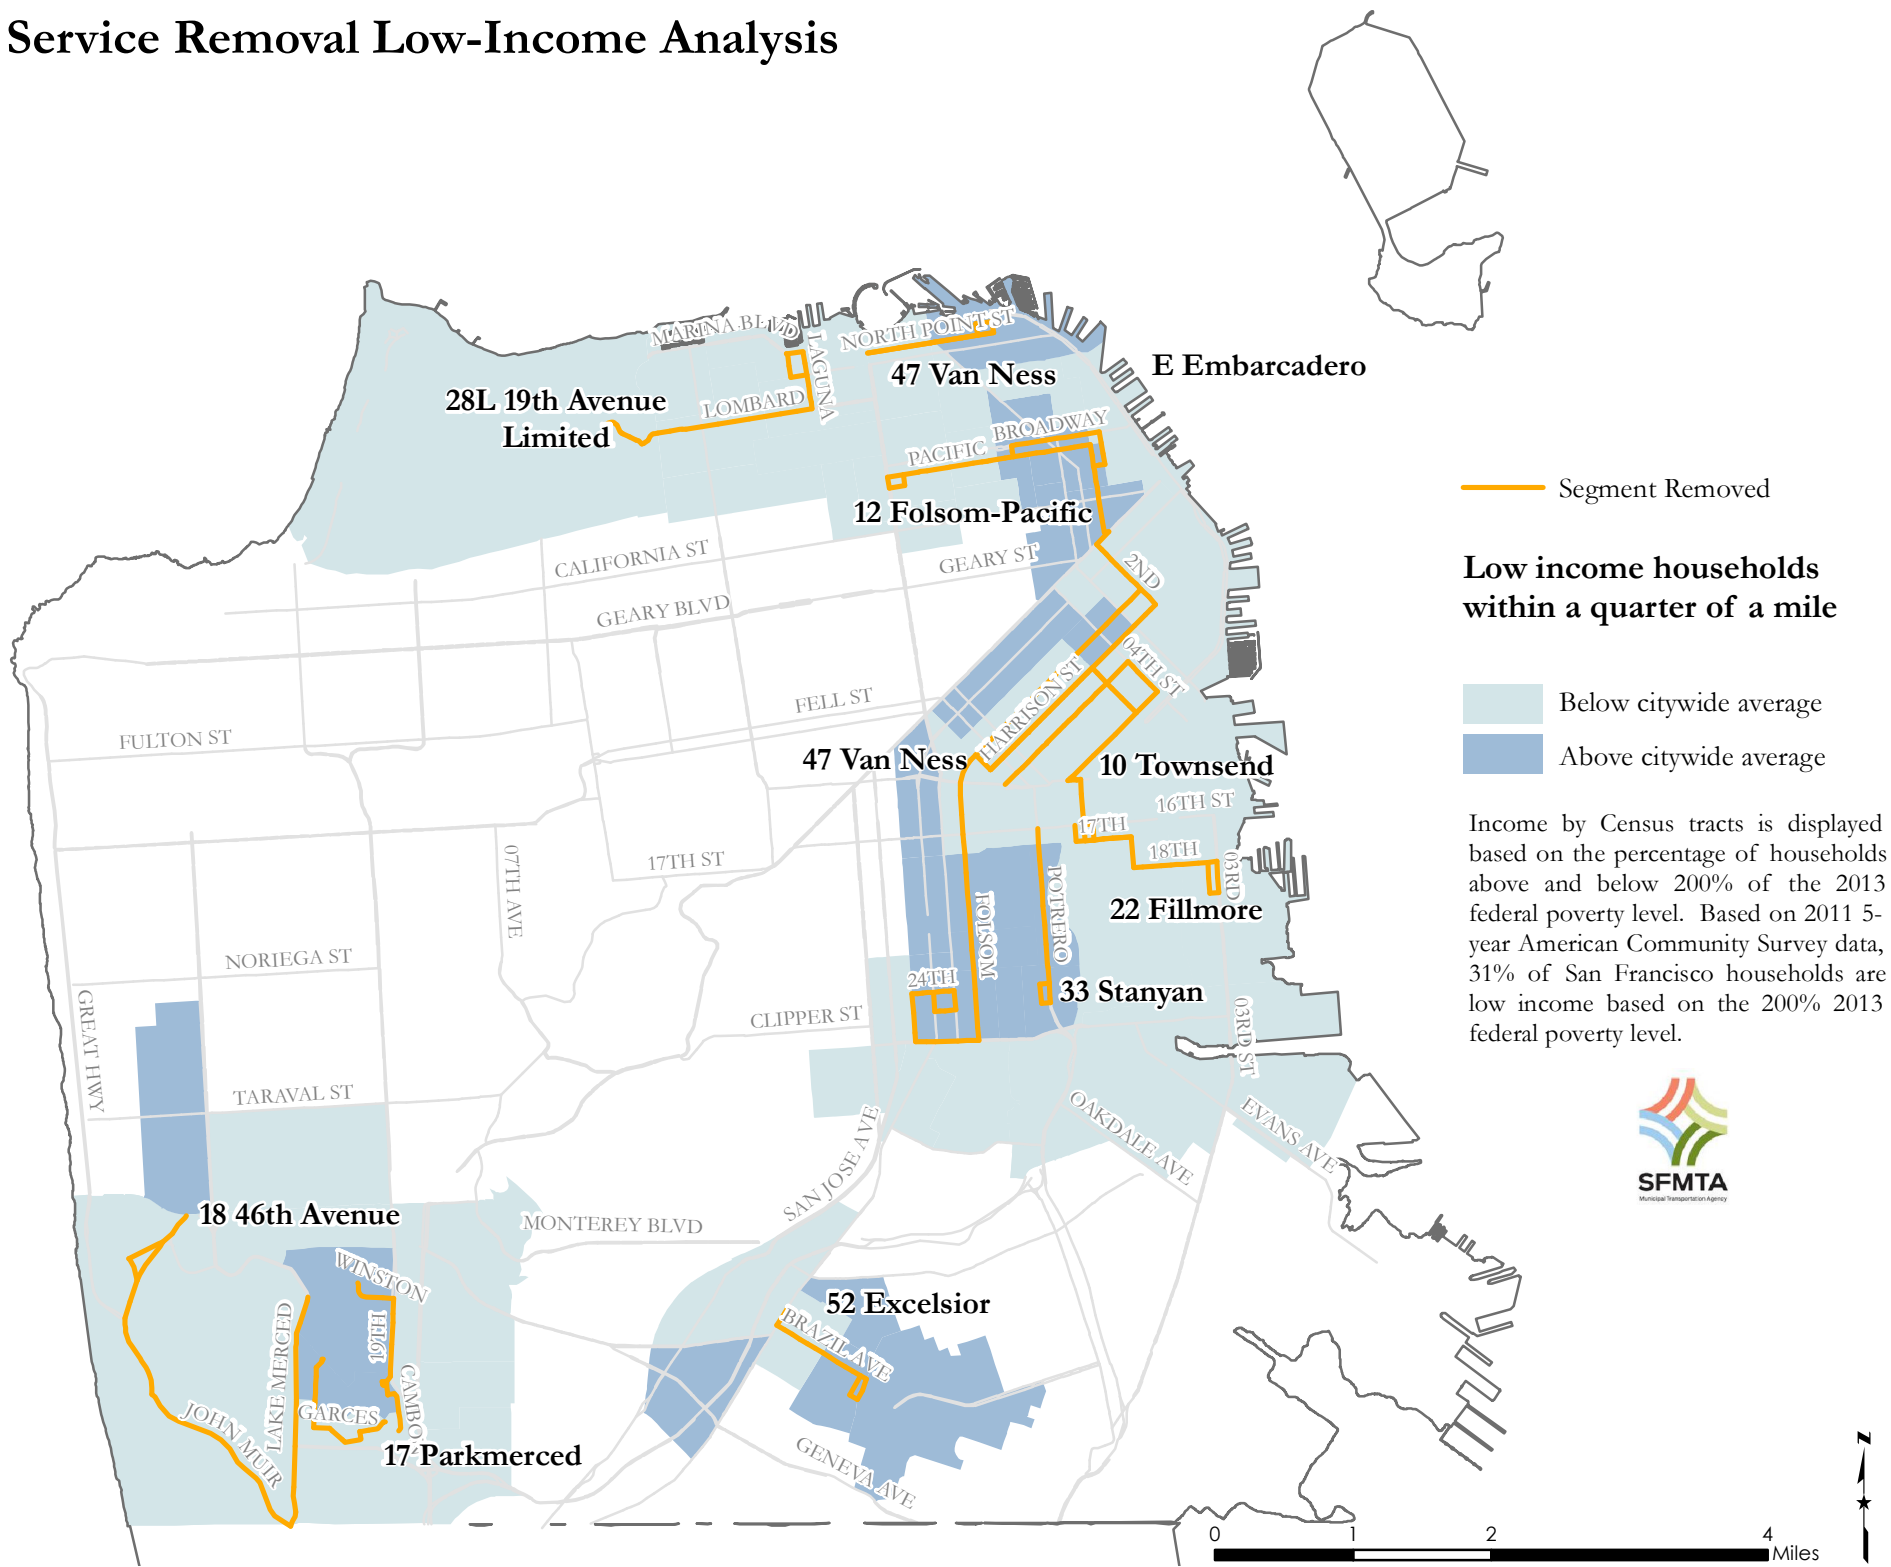 Service Removal Low-Income Analysis
MARINA BLVD
LAGUNA
NORTH POINT ST
47 Van Ness
E Embarcadero
28L 19th Avenue
Limited
LOMBARD
BROADWAY
PACIFIC
12 Folsom-Pacific
CALIFORNIA ST
GEARY ST
2ND
GEARY BLVD
04TH ST
HARRISON ST
FELL ST
FULTON ST
47 Van Ness
10 Townsend
16TH ST
17TH
18TH
03RD
17TH ST
07TH AVE
FOLSOM
POTRERO
22 Fillmore
NORIEGA ST
24TH
33 Stanyan
GREAT HWY
CLIPPER ST
03RD ST
TARAVAL ST
OAKDALE AVE
EVANS AVE
SAN JOSE AVE
18 46th Avenue
MONTEREY BLVD
WINSTON
52 Excelsior
BRAZIL AVE
19TH
LAKE MERCED
CAMBON
GARCES
JOHN MUIR
17 Parkmerced
GENEVA AVE
Segment Removed
Low income households
within a quarter of a mile
Below citywide average
Above citywide average
Income by Census tracts is displayed
based on the percentage of households
above and below 200% of the 2013
federal poverty level. Based on 2011 5-
year American Community Survey data,
31% of San Francisco households are
low income based on the 200% 2013
federal poverty level.
SFMTA
Municipal Transportation Agency
N
0 1 2 4
Miles